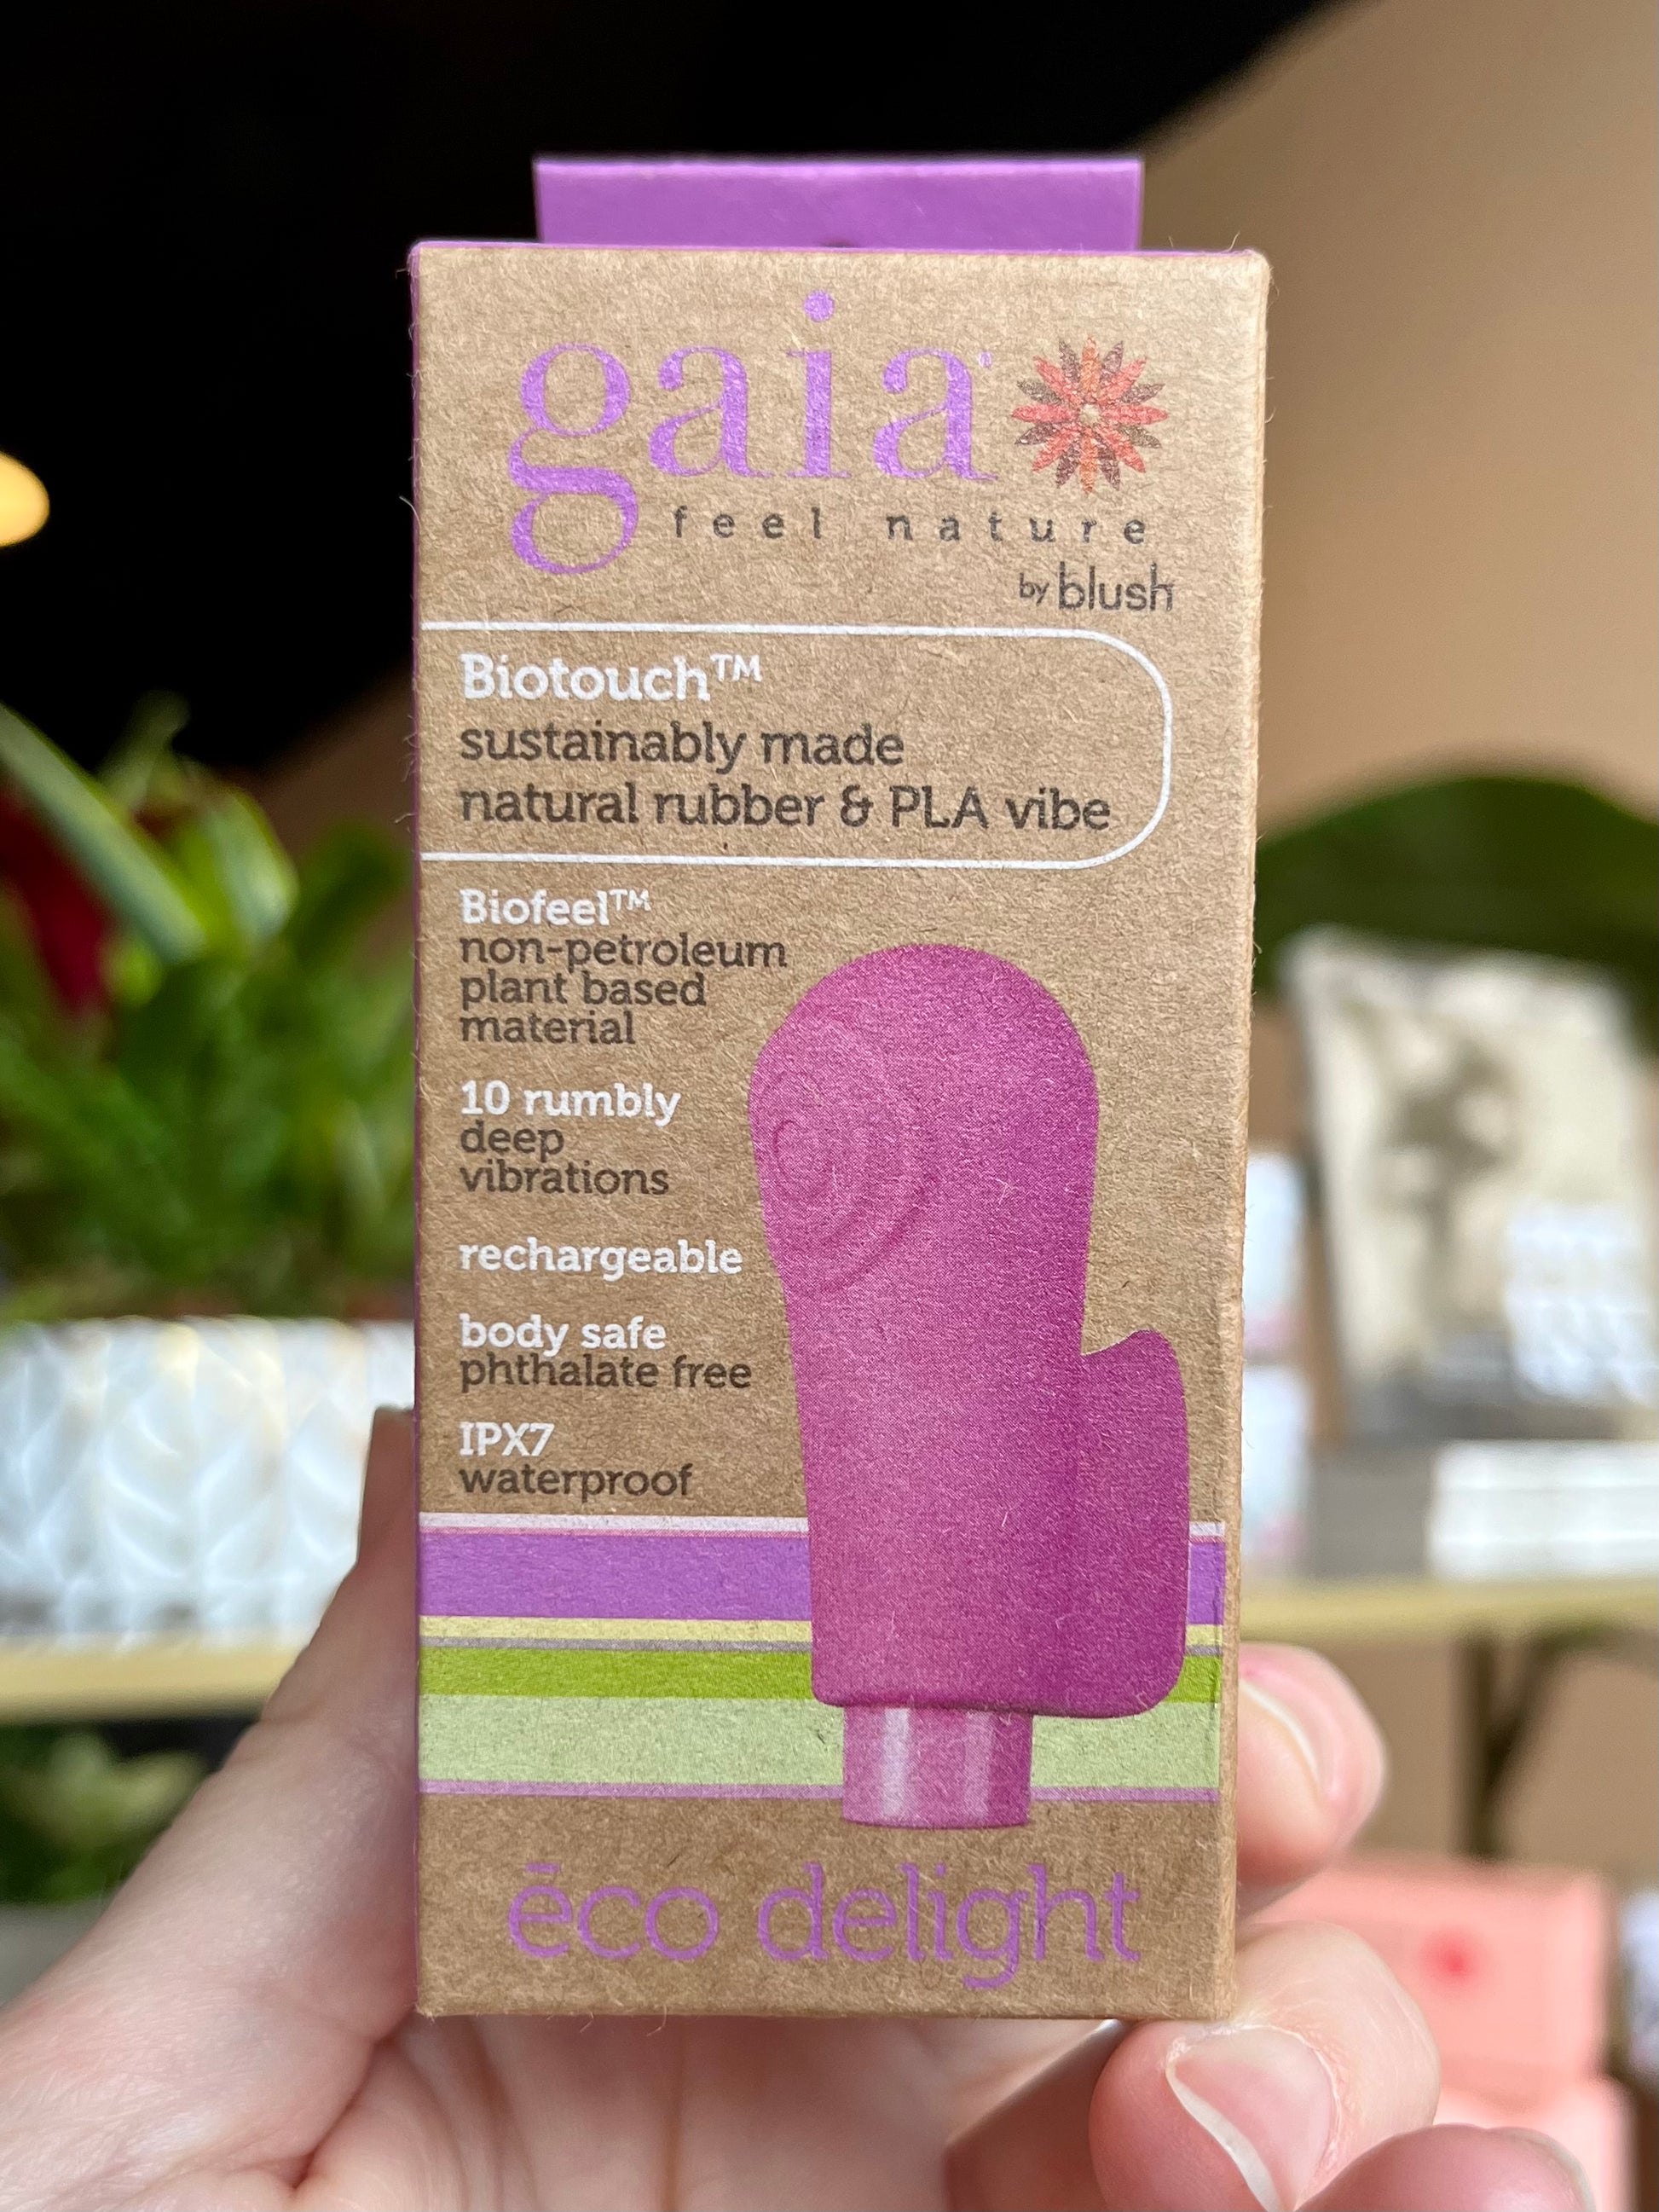 gaia®
feel nature
by blush
Biotouch™
sustainably made
natural rubber & PLA vibe
Biofeel™
non-petroleum
plant based
material
10 rumbly
deep
vibrations
rechargeable
body safe
phthalate free
IPX7
waterproof
ēco delight